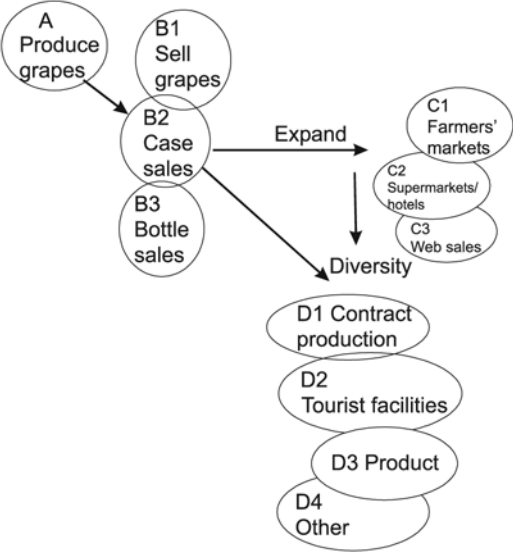 A
Produce
grapes
B1
Sell
grapes
B2
Case
sales
B3
Bottle
sales
Expand
C1
Farmers'
markets
C2
Supermarkets/
hotels
C3
Web sales
Diversity
D1 Contract
production
D2
Tourist facilities
D3 Product
D4
Other